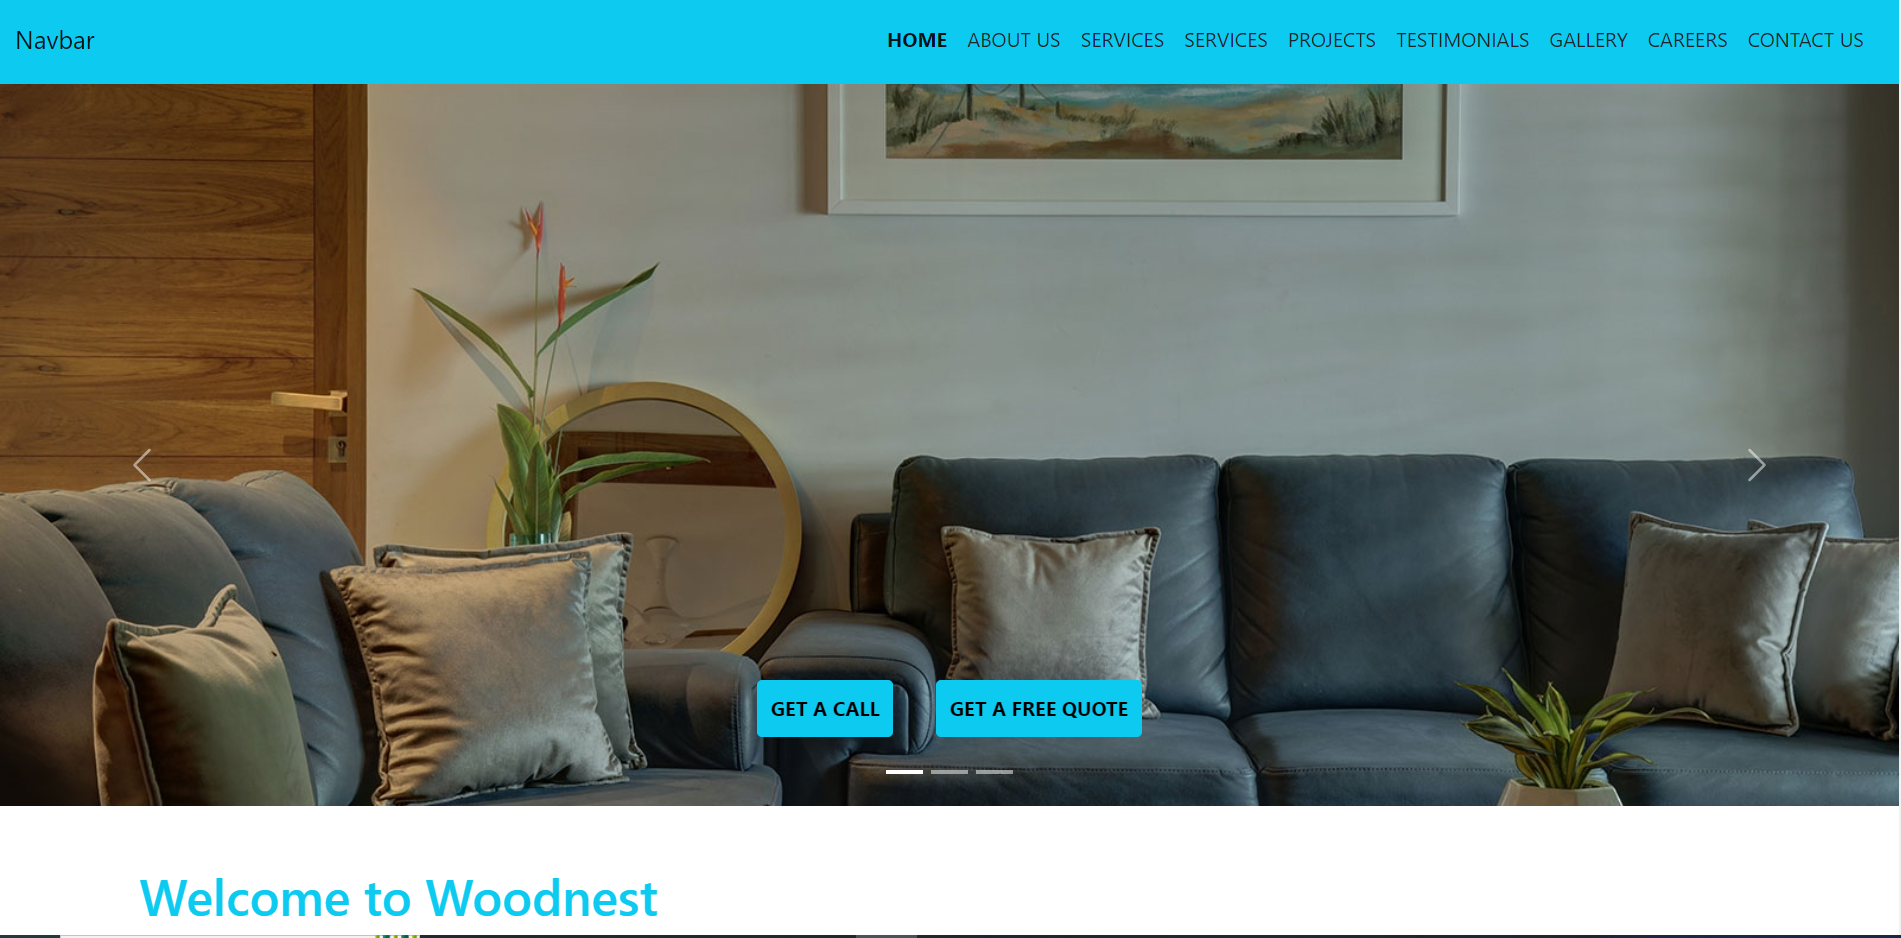 Navbar
HOME ABOUT US SERVICES SERVICES PROJECTS TESTIMONIALS GALLERY CAREERS CONTACT US
GET A CALL GET A FREE QUOTE
Welcome to Woodnest